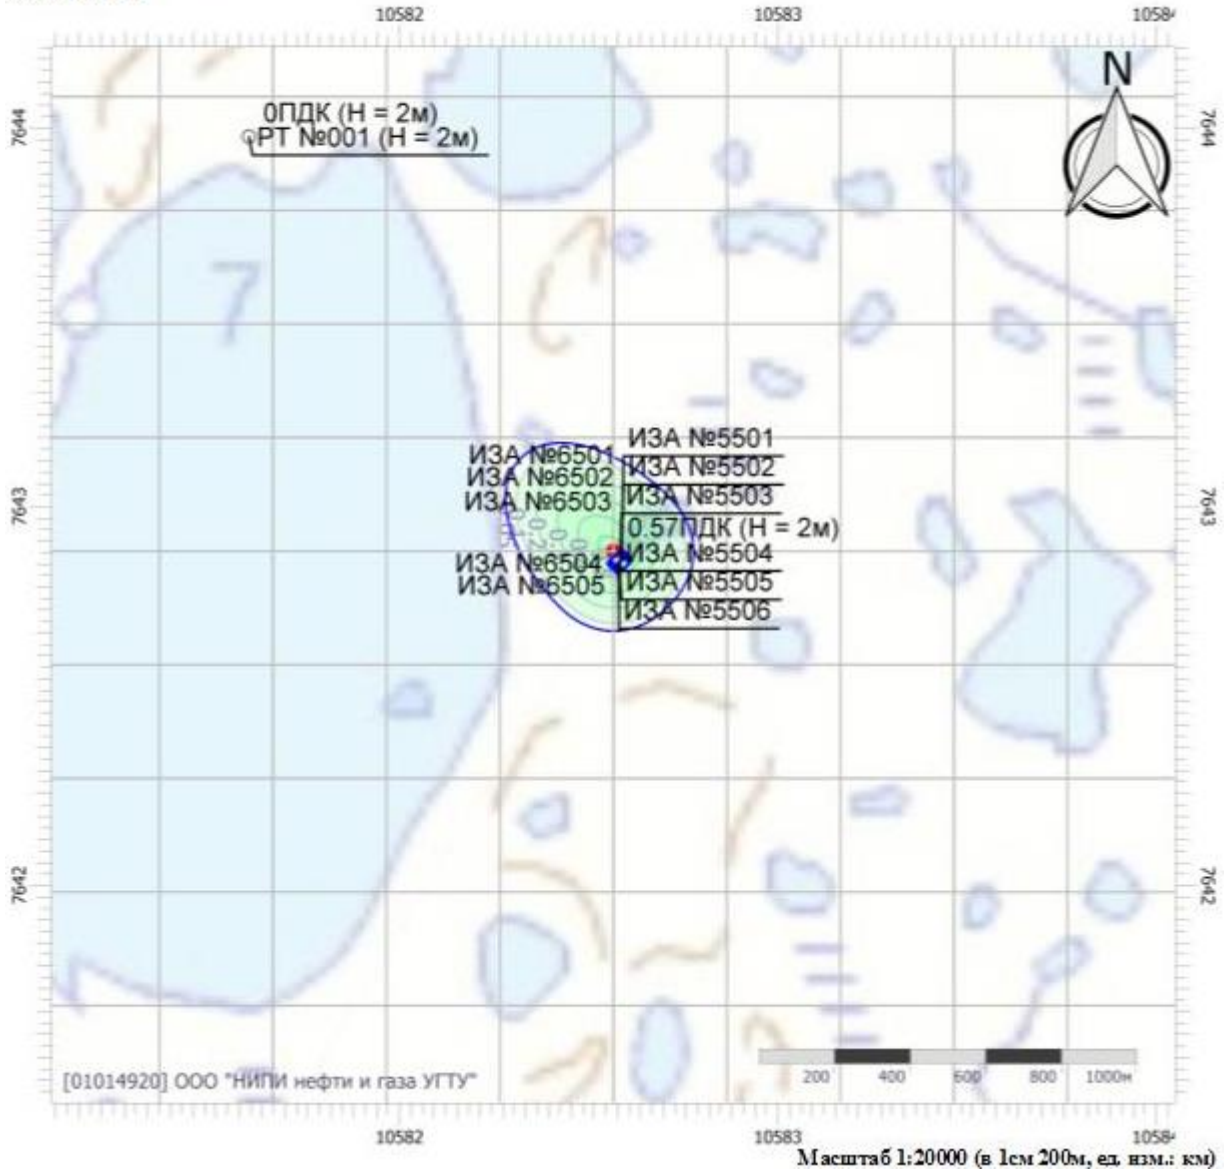 10582 10583
N
7644 7644
0ПДК (Н = 2м)
РТ №001 (Н = 2м)
7
ИЗА №5501
ИЗА №6501
ИЗА №5502
ИЗА №6502
ИЗА №5503
ИЗА №6503
7643 7643
0.57ПДК (Н = 2м)
ИЗА №5504
ИЗА №6504
ИЗА №5505
ИЗА №6505
ИЗА №5506
7642 7642
200 400 600 800 1000м
[01014920] ООО "НИПИ нефти и газа УГТУ"
10582 10583
Масштаб 1:20000 (в 1см 200м, ед. изм.: км)